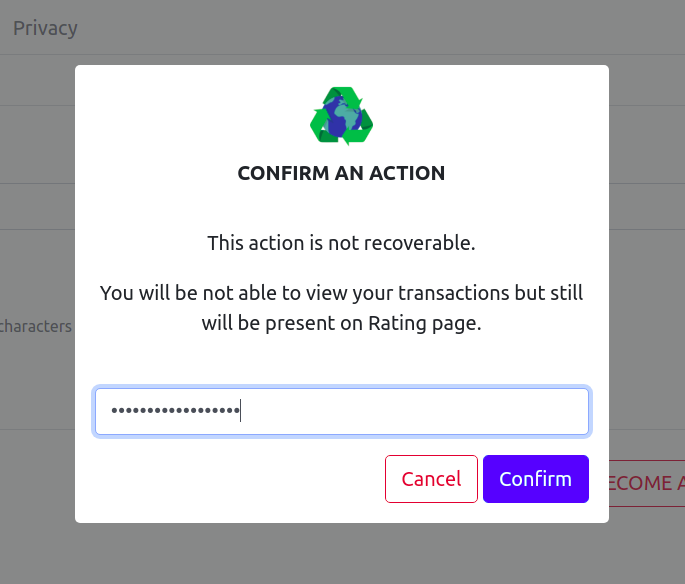 Privacy
CONFIRM AN ACTION
This action is not recoverable.
You will be not able to view your transactions but still
will be present on Rating page.
characters
••••••••••••••••••
Cancel
Confirm
ECOME A